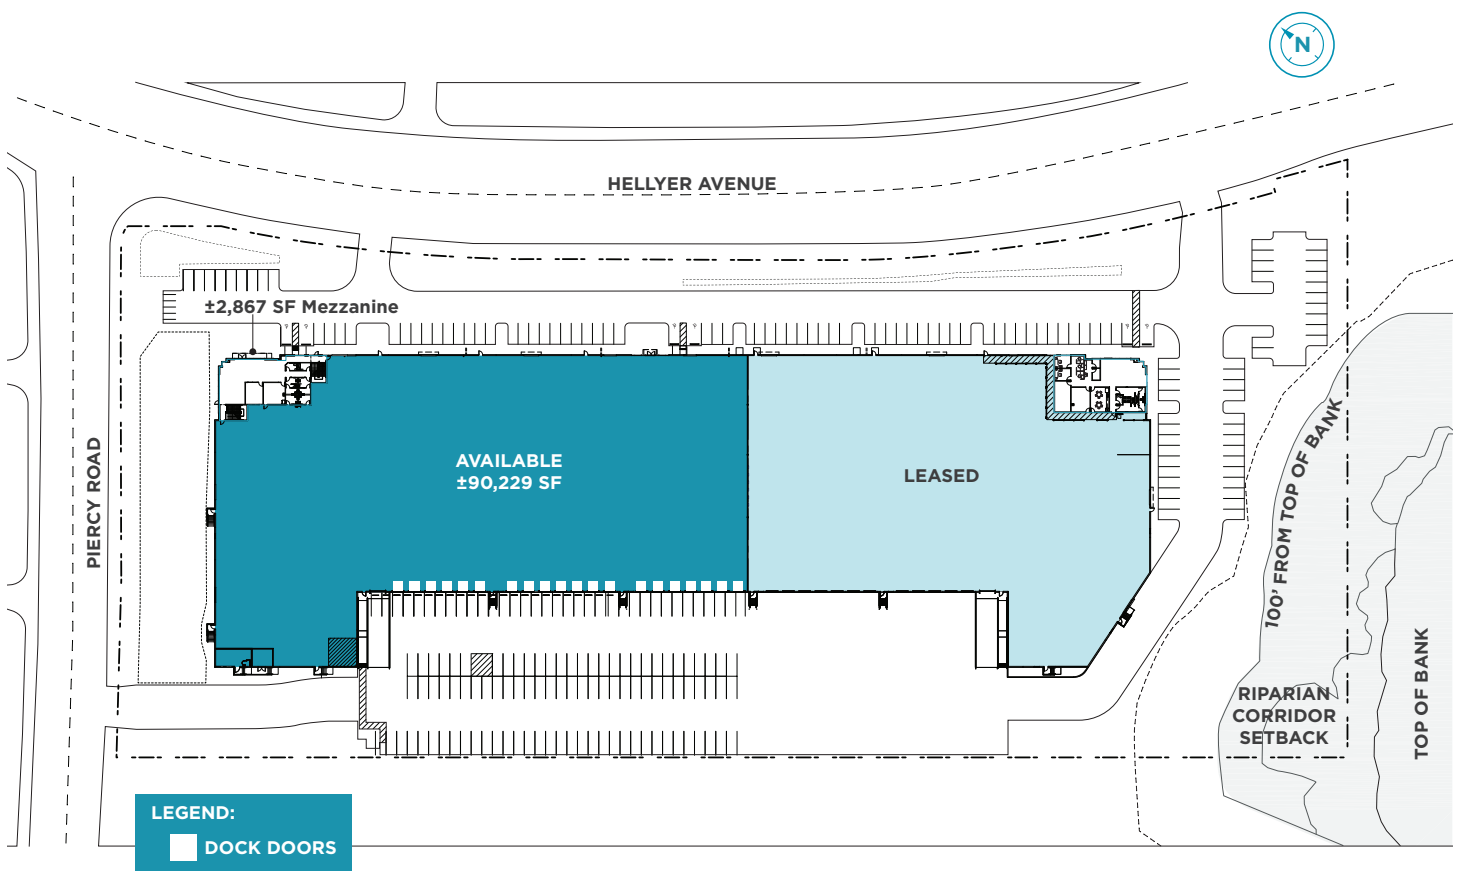 N
HELLYER AVENUE
±2,867 SF Mezzanine
PIERCY ROAD
AVAILABLE
±90,229 SF
LEASED
100' FROM TOP OF BANK
RIPARIAN
CORRIDOR
SETBACK
TOP OF BANK
LEGEND:
DOCK DOORS